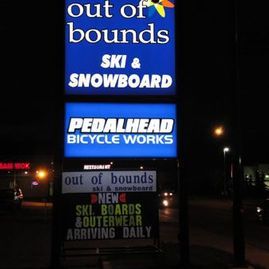 out of
bounds
SKI &
SNOWBOARD
PEDALHEAD
BICYCLE WORKS
RESTAURANT
out of bounds
ski & snowboard
NEW
SKI, BOARDS
&OUTERWEAR
ARRIVING DAILY